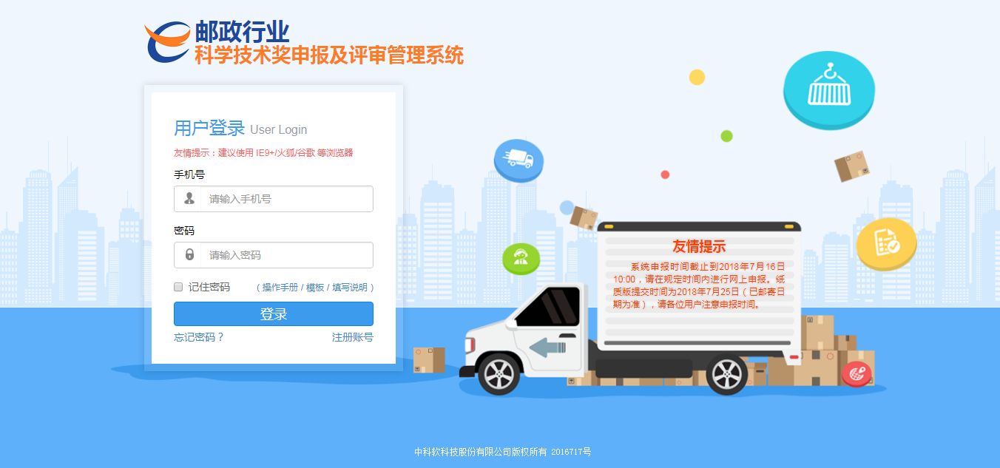 邮政行业
科学技术奖申报及评审管理系统
用户登录 User Login
友情提示：建议使用 IE9+/火狐/谷歌 等浏览器
手机号
请输入手机号
密码
请输入密码
记住密码 （ 操作手册 / 模板 / 填写说明 ）
登录
忘记密码？ 注册账号
友情提示
系统申报时间截止到2018年7月16日
10:00，请在规定时间内进行网上申报。纸
质版提交时间为2018年7月25日（已邮寄日
期为准），请各位用户注意申报时间。
中科软科技股份有限公司版权所有 2016717号